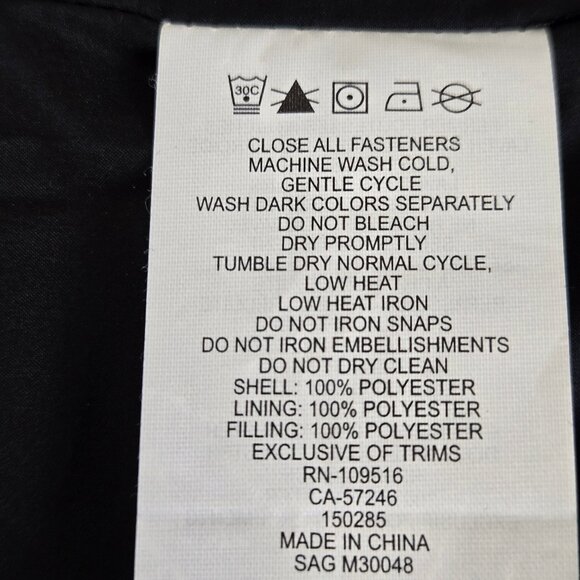 30C
CLOSE ALL FASTENERS
MACHINE WASH COLD,
GENTLE CYCLE
WASH DARK COLORS SEPARATELY
DO NOT BLEACH
DRY PROMPTLY
TUMBLE DRY NORMAL CYCLE,
LOW HEAT
LOW HEAT IRON
DO NOT IRON SNAPS
DO NOT IRON EMBELLISHMENTS
DO NOT DRY CLEAN
SHELL: 100% POLYESTER
LINING: 100% POLYESTER
FILLING: 100% POLYESTER
EXCLUSIVE OF TRIMS
RN-109516
CA-57246
150285
MADE IN CHINA
SAG M30048